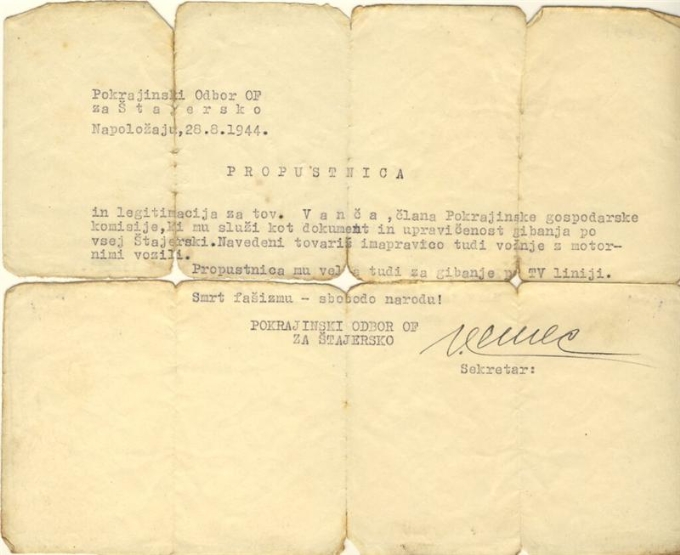 Pokrajinski Odbor OF
za Štajersko
Napoložaju,28.8.1944.
PROPUSTNICA
in legitimacija za tov. Vanča,člana Pokrajinske gospodarske
komisije,ki mu služi kot dokument in upravičenost gibanja po
vsej Štajerski.Navedeni tovariš imapravico tudi vožnje z motor-
nimi vozili.
Propustnica mu velja tudi za gibanje po TV liniji.
Smrt fašizmu - svobodo narodu!
POKRAJINSKI ODBOR OF
ZA ŠTAJERSKO
Sekretar: